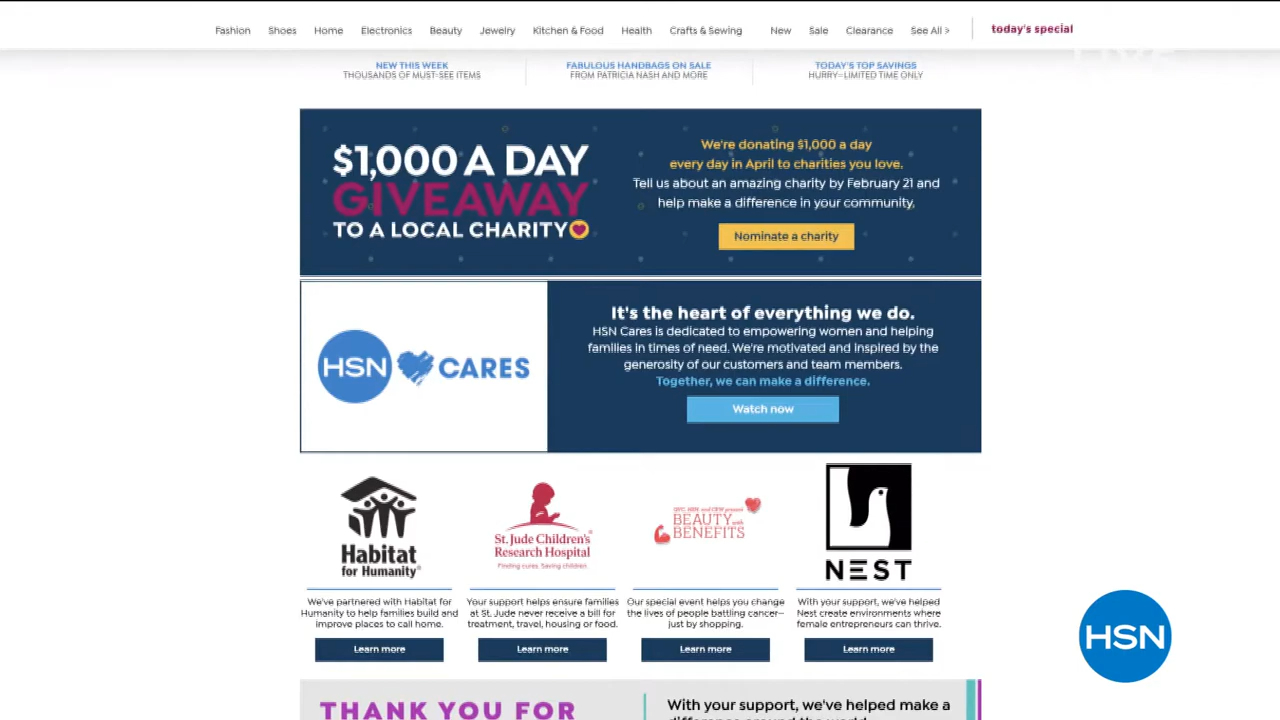 Fashion Shoes Home Electronics Beauty Jewelry Kitchen & Food Health Crafts & Sewing New Sale Clearance See All > today's special
NEW THIS WEEK
THOUSANDS OF MUST-SEE ITEMS
FABULOUS HANDBAGS ON SALE
FROM PATRICIA NASH AND MORE
TODAY'S TOP SAVINGS
HURRY–LIMITED TIME ONLY
$1,000 A DAY
GIVEAWAY
TO A LOCAL CHARITY
We're donating $1,000 a day
every day in April to charities you love.
Tell us about an amazing charity by February 21 and
help make a difference in your community.
Nominate a charity
HSN CARES
It's the heart of everything we do.
HSN Cares is dedicated to empowering women and helping
families in times of need. We're motivated and inspired by the
generosity of our customers and team members.
Together, we can make a difference.
Watch now
Habitat
for Humanity®
We've partnered with Habitat for
Humanity to help families build and
improve places to call home.
Learn more
St. Jude Children's
Research Hospital
Finding cures. Saving children.
Your support helps ensure families
at St. Jude never receive a bill for
treatment, travel, housing or food.
Learn more
QVC, HSN, and CEW present
BEAUTY with
BENEFITS
Our special event helps you change
the lives of people battling cancer–
just by shopping.
Learn more
NEST
With your support, we've helped
Nest create environments where
female entrepreneurs can thrive.
Learn more
HSN
THANK YOU FOR
With your support, we've helped make a
difference around the world